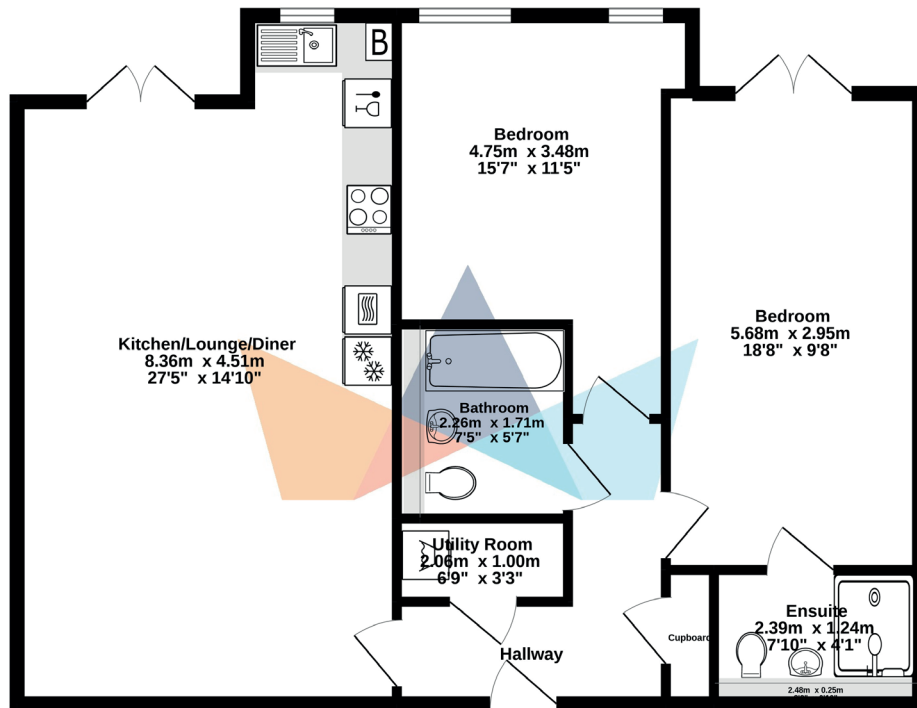 B
Bedroom
4.75m x 3.48m
15'7" x 11'5"
Kitchen/Lounge/Diner
8.36m x 4.51m
27'5" x 14'10"
Bedroom
5.68m x 2.95m
18'8" x 9'8"
Bathroom
2.26m x 1.71m
7'5" x 5'7"
Utility Room
2.06m x 1.00m
6'9" x 3'3"
Hallway
Cupboard
Ensuite
2.39m x 1.24m
7'10" x 4'1"
2.48m x 0.25m